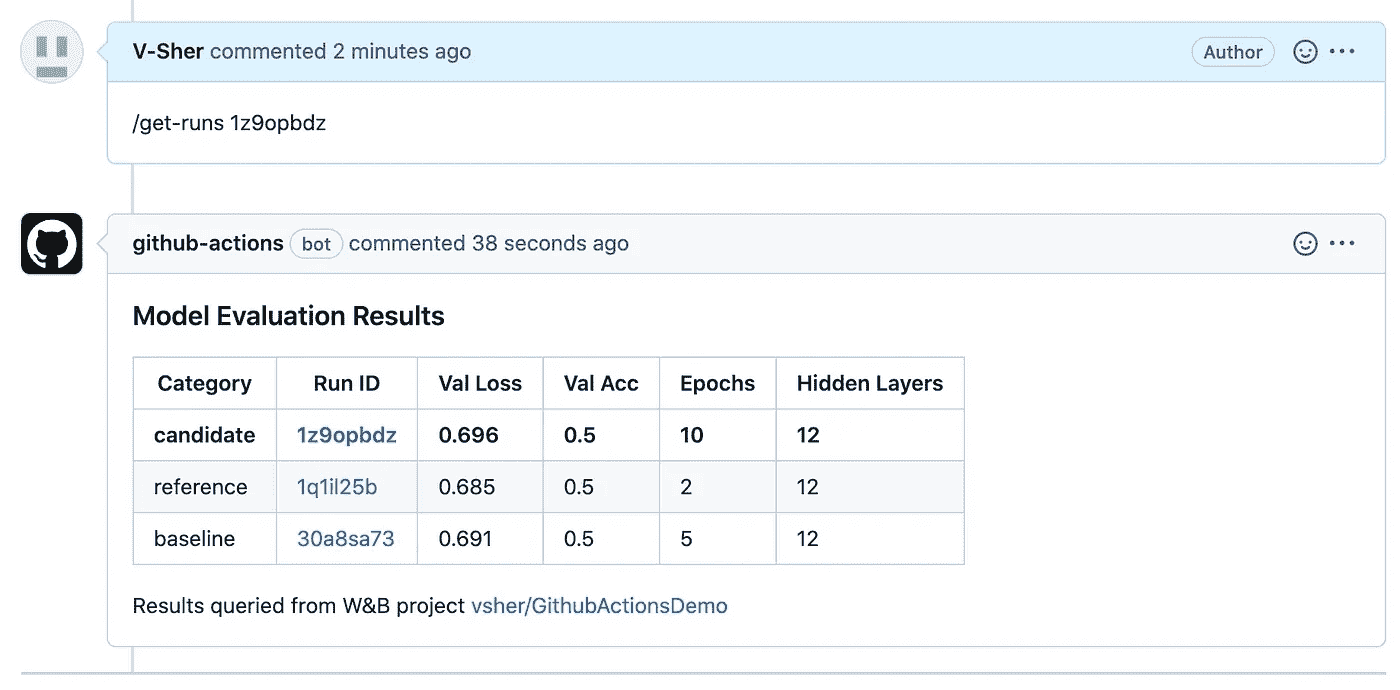 V-Sher commented 2 minutes ago Author
/get-runs 1z9opbdz
github-actions bot commented 38 seconds ago
Model Evaluation Results
Category Run ID Val Loss Val Acc Epochs Hidden Layers
candidate 1z9opbdz 0.696 0.5 10 12
reference 1q1il25b 0.685 0.5 2 12
baseline 30a8sa73 0.691 0.5 5 12
Results queried from W&B project vsher/GithubActionsDemo